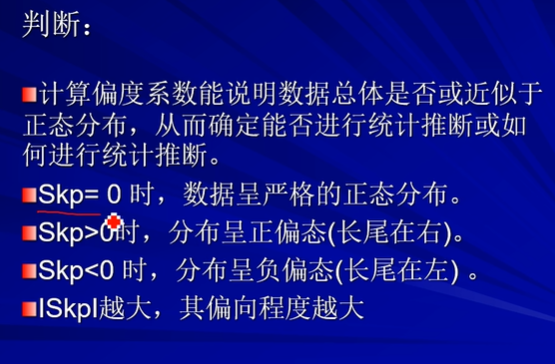 判断：
■计算偏度系数能说明数据总体是否或近似于
正态分布，从而确定能否进行统计推断或如
何进行统计推断。
■Skp= 0 时，数据呈严格的正态分布。
■Skp>0时，分布呈正偏态(长尾在右)。
■Skp<0 时，分布呈负偏态(长尾在左) 。
■ISkpI越大，其偏向程度越大